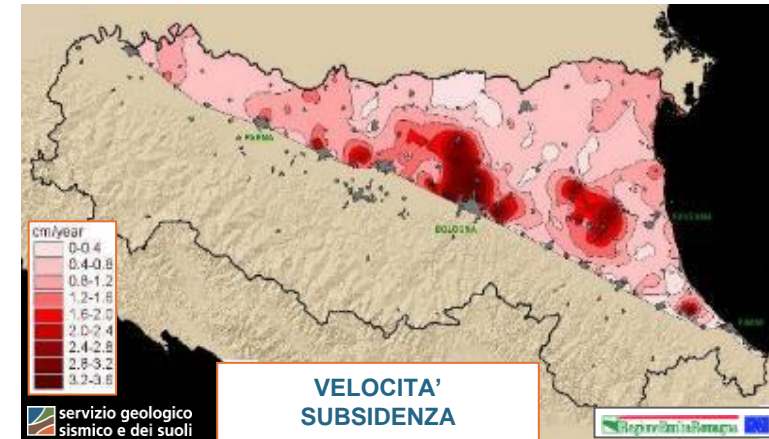 PARMA
BOLOGNA
RAVENNA
RIMINI
cm/year
0-0.4
0.4-0.8
0.8-1.2
1.2-1.6
1.6-2.0
2.0-2.4
2.4-2.8
2.8-3.2
3.2-3.6
VELOCITA'
SUBSIDENZA
servizio geologico
sismico e dei suoli
RegioneEmiliaRomagna